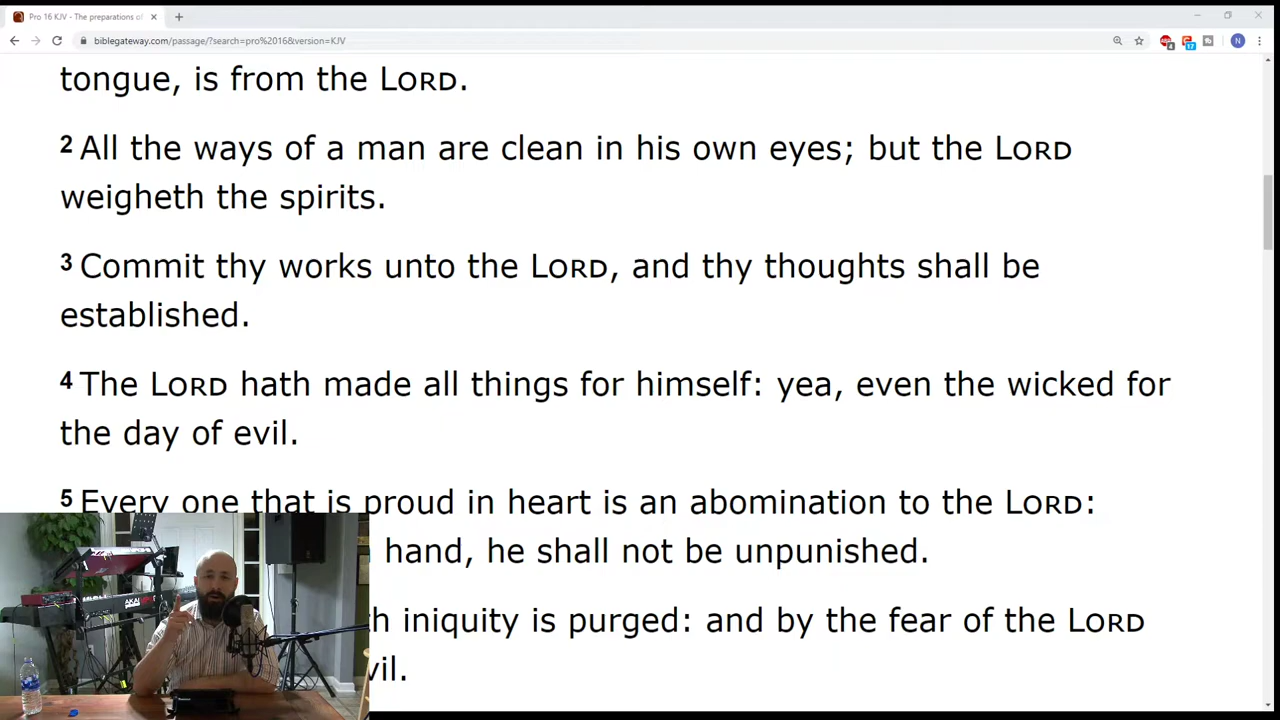 Pro 16 KJV - The preparations of
biblegateway.com/passage/?search=pro%2016&version=KJV
N
tongue, is from the LORD.
2 All the ways of a man are clean in his own eyes; but the LORD
weigheth the spirits.
3 Commit thy works unto the LORD, and thy thoughts shall be
established.
4 The LORD hath made all things for himself: yea, even the wicked for
the day of evil.
5 Every one that is proud in heart is an abomination to the LORD:
hand, he shall not be unpunished.
iniquity is purged: and by the fear of the LORD
AKAI